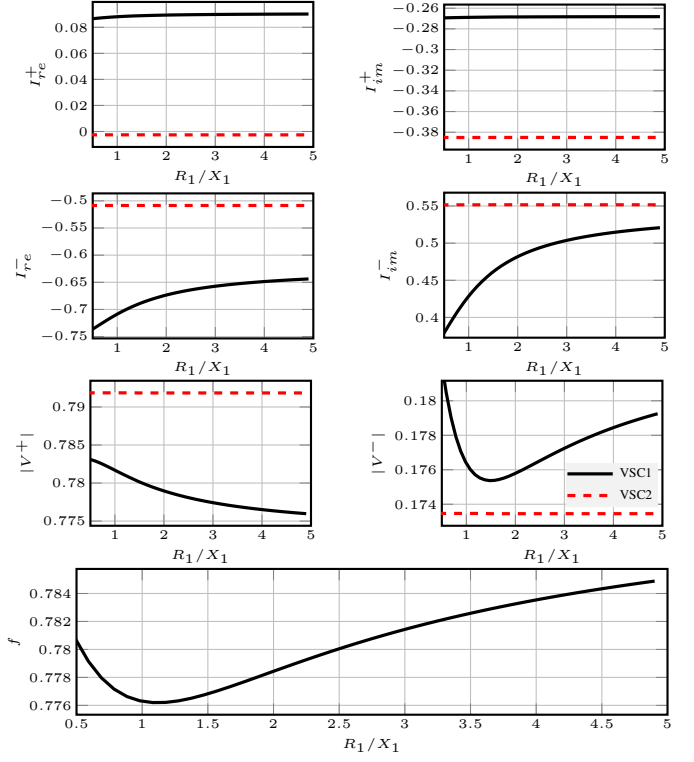 0.08
0.06
0.04
0.02
0
I_{re}^{+}
1 2 3 4 5
R_1/X_1
−0.26
−0.28
−0.3
−0.32
−0.34
−0.36
−0.38
I_{im}^{+}
1 2 3 4 5
R_1/X_1
−0.5
−0.55
−0.6
−0.65
−0.7
−0.75
I_{re}^{−}
1 2 3 4 5
R_1/X_1
0.55
0.5
0.45
0.4
I_{im}^{−}
1 2 3 4 5
R_1/X_1
0.79
0.785
0.78
0.775
|V^{+}|
1 2 3 4 5
R_1/X_1
0.18
0.178
0.176
0.174
|V^{−}|
VSC1
VSC2
1 2 3 4 5
R_1/X_1
0.784
0.782
0.78
0.778
0.776
f
0.5 1 1.5 2 2.5 3 3.5 4 4.5 5
R_1/X_1